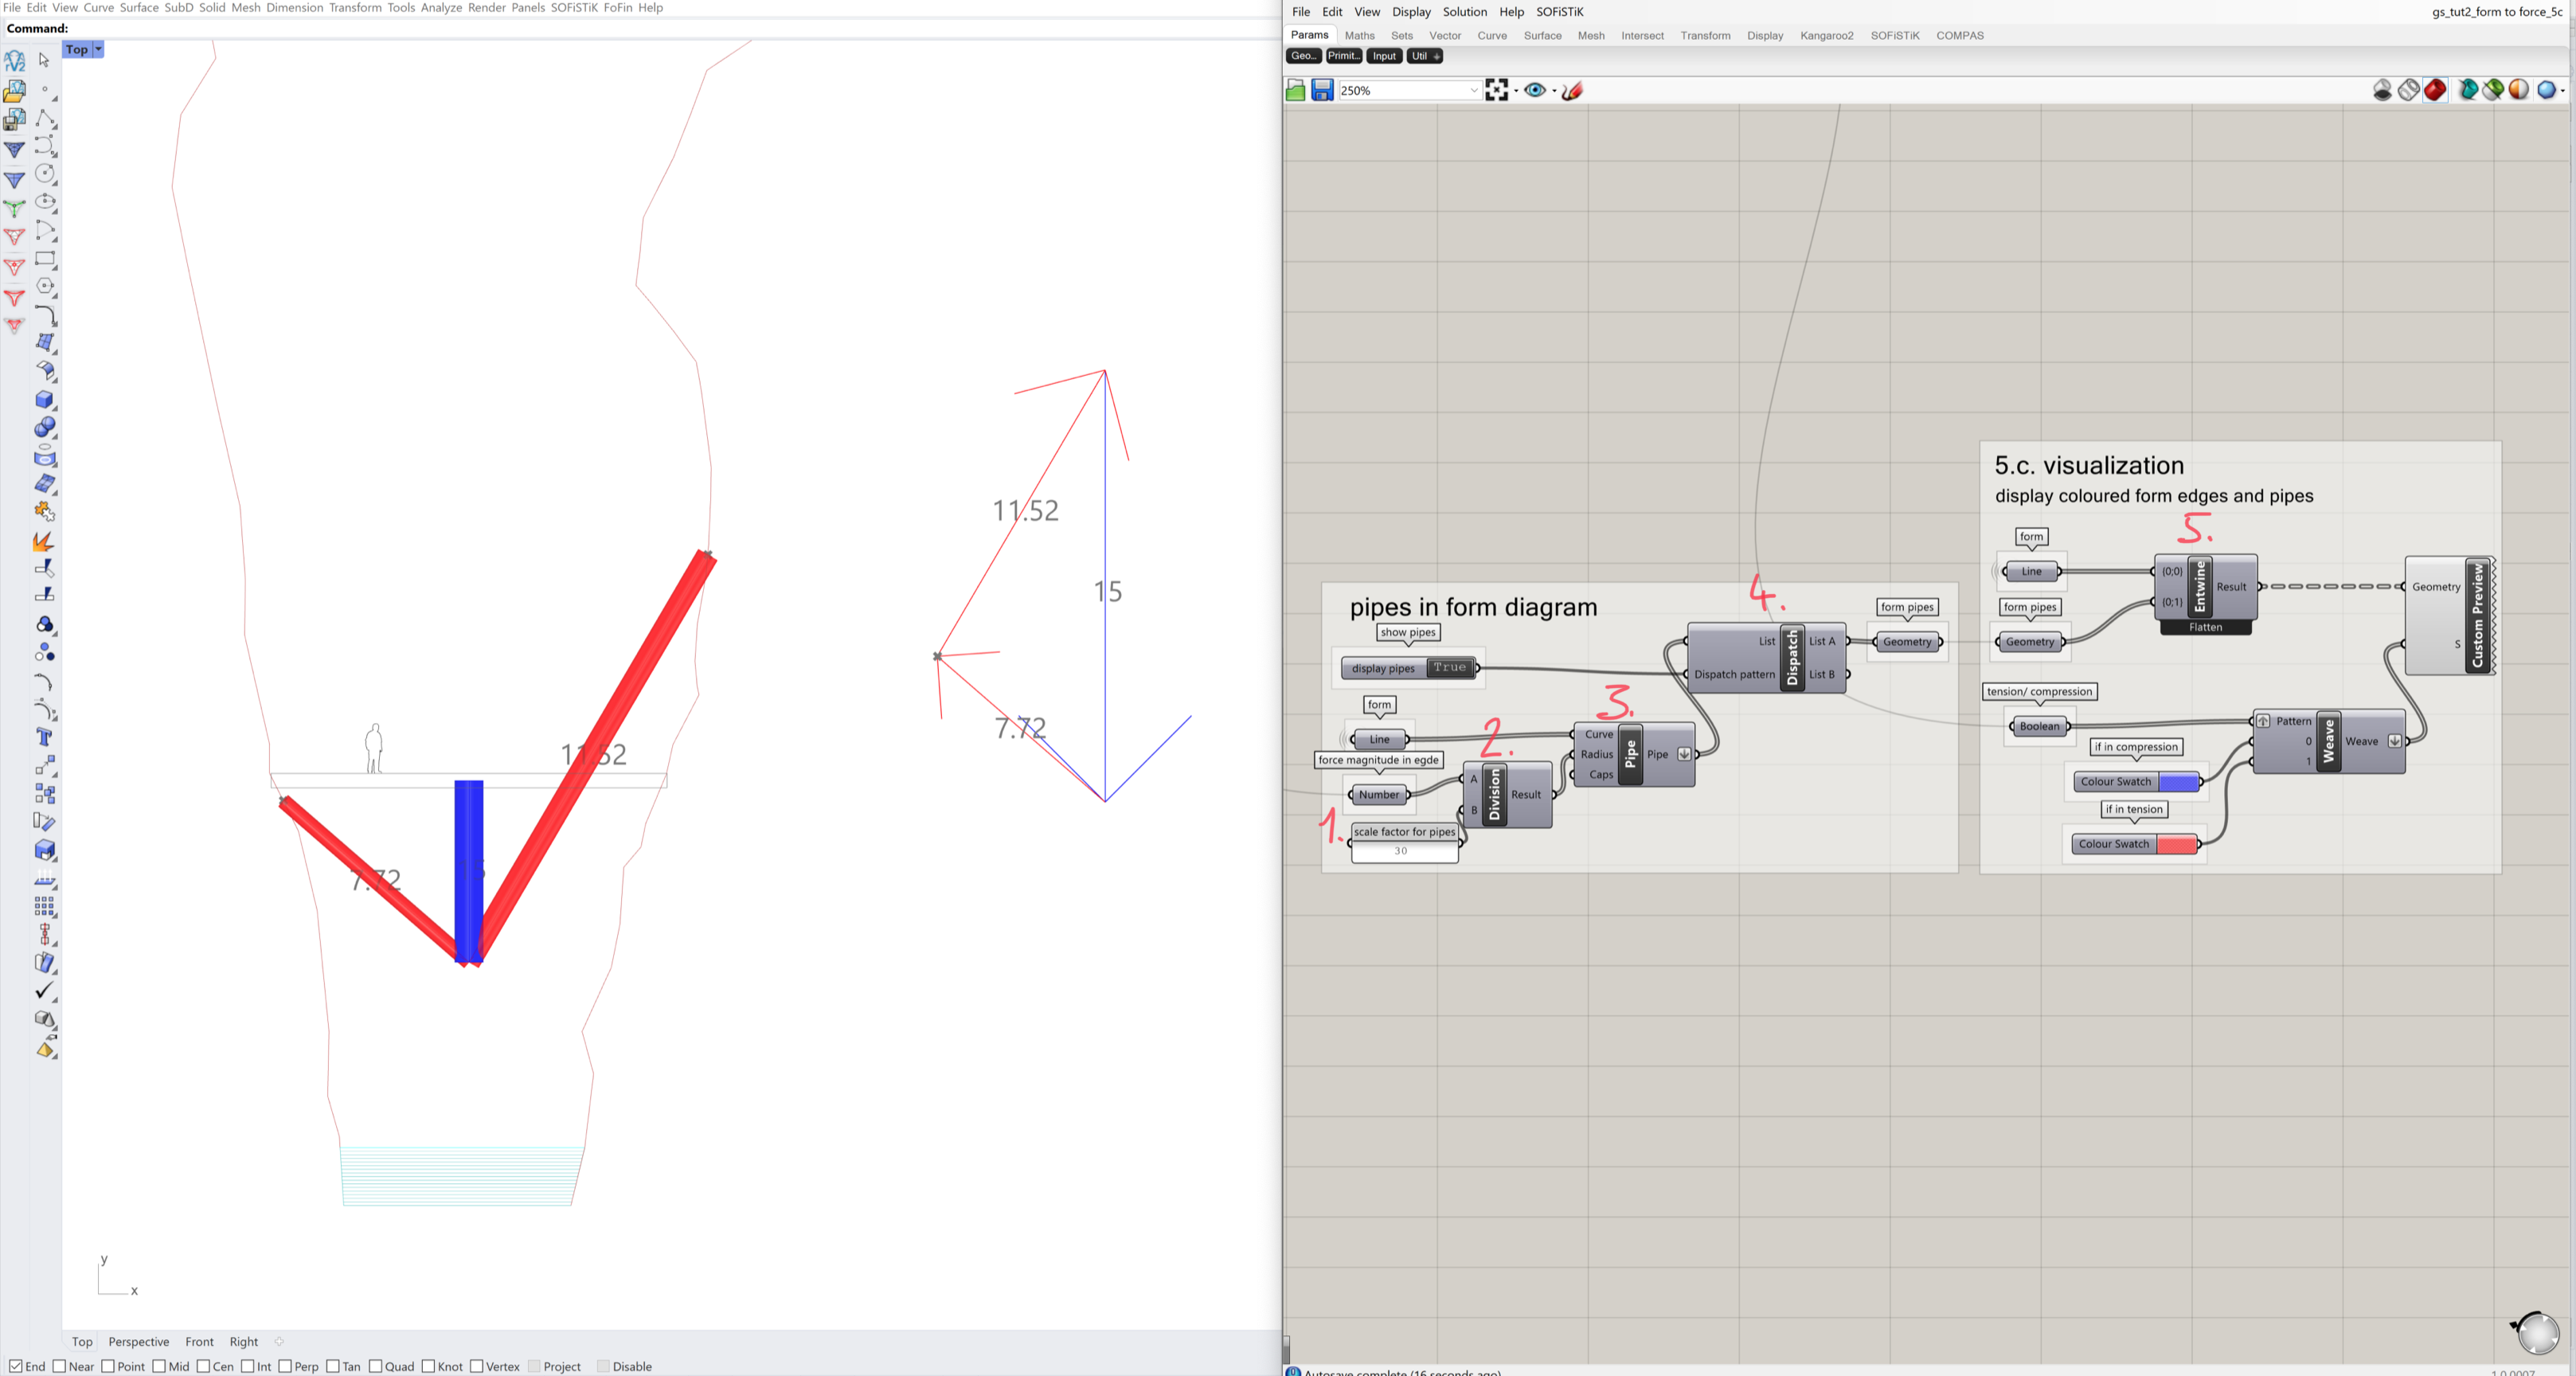 File Edit View Curve Surface SubD Solid Mesh Dimension Transform Tools Analyze Render Panels SOFiSTiK FoFin Help
Command:
Top
11.52
15
7.72
11.52
7.72
15
y
x
Top Perspective Front Right
End Near Point Mid Cen Int Perp Tan Quad Knot Vertex Project Disable
File Edit View Display Solution Help SOFiSTiK
gs_tut2_form to force_5c
Params Maths Sets Vector Curve Surface Mesh Intersect Transform Display Kangaroo2 SOFiSTiK COMPAS
Geo... Primit... Input Util
250%
pipes in form diagram
show pipes
display pipes True
form
Line
force magnitude in egde
Number
1.
scale factor for pipes
30
2.
A
B
Division
Result
3.
Curve
Radius
Caps
Pipe
Pipe
4.
List
Dispatch pattern
Dispatch
List A
List B
form pipes
Geometry
5.c. visualization
display coloured form edges and pipes
5.
form
Line
form pipes
Geometry
{0;0}
{0;1}
Entwine
Result
Flatten
Geometry
S
Custom Preview
tension/ compression
Boolean
if in compression
Colour Swatch
if in tension
Colour Swatch
Pattern
0
1
Weave
Weave
Autosave complete (16 seconds ago)
1.0.0007